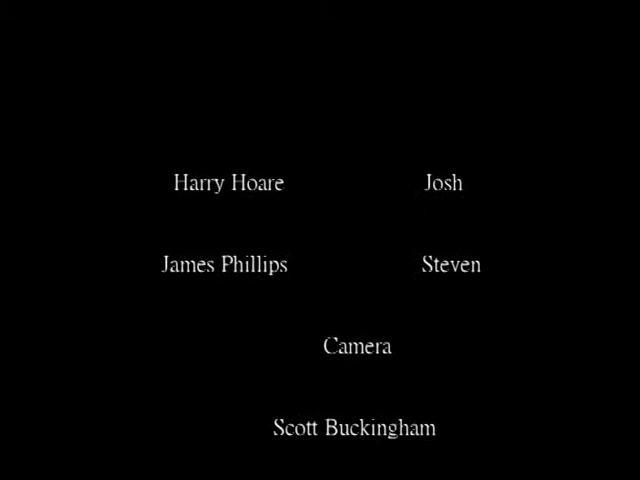 Harry Hoare Josh
James Phillips Steven
Camera
Scott Buckingham